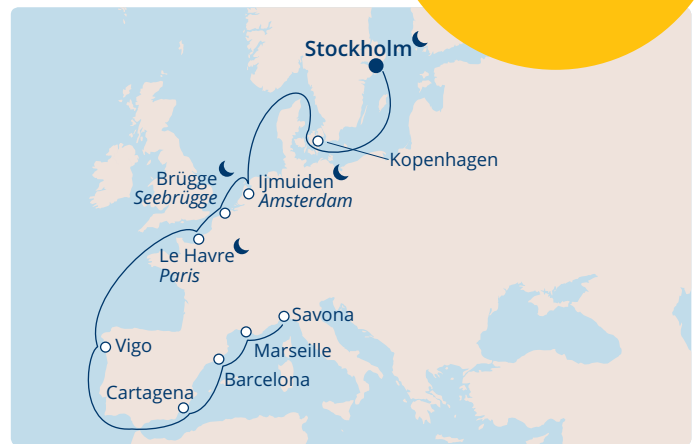 Stockholm
Kopenhagen
Brügge
Seebrügge
Ijmuiden
Amsterdam
Le Havre
Paris
Savona
Vigo
Marseille
Barcelona
Cartagena